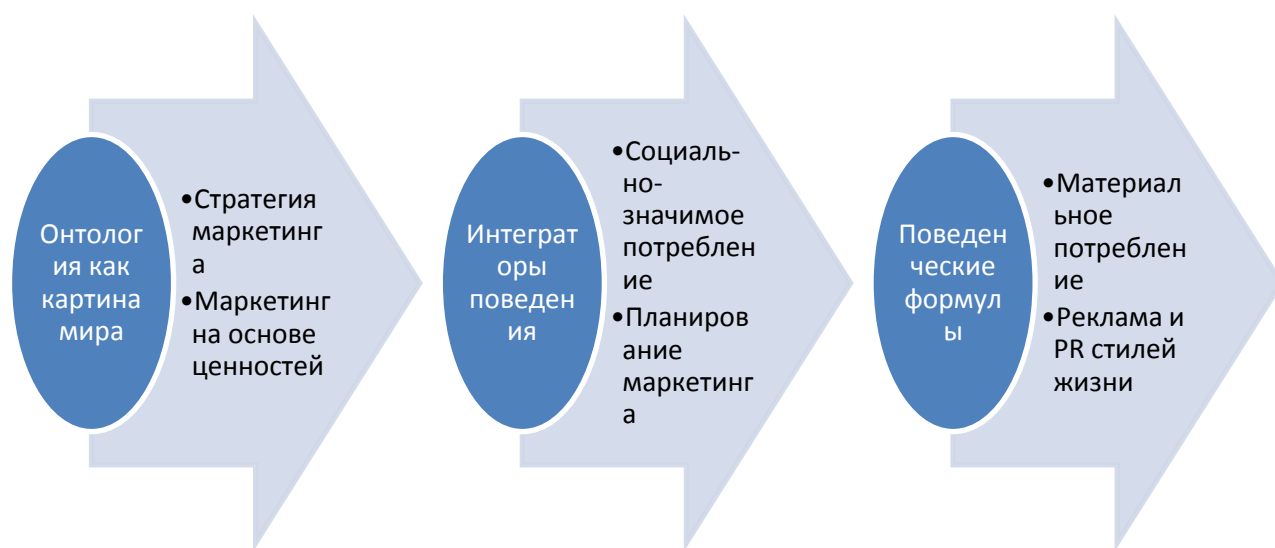 Онтолог
ия как
картина
мира
•Стратегия
маркетинг
а
•Маркетинг
на основе
ценностей
Интеграт
оры
поведен
ия
•Социаль-
но-
значимое
потреблен
ие
•Планиров
ание
маркетинг
а
Поведен
ческие
формул
ы
•Материал
ьное
потреблен
ие
•Реклама и
PR стилей
жизни